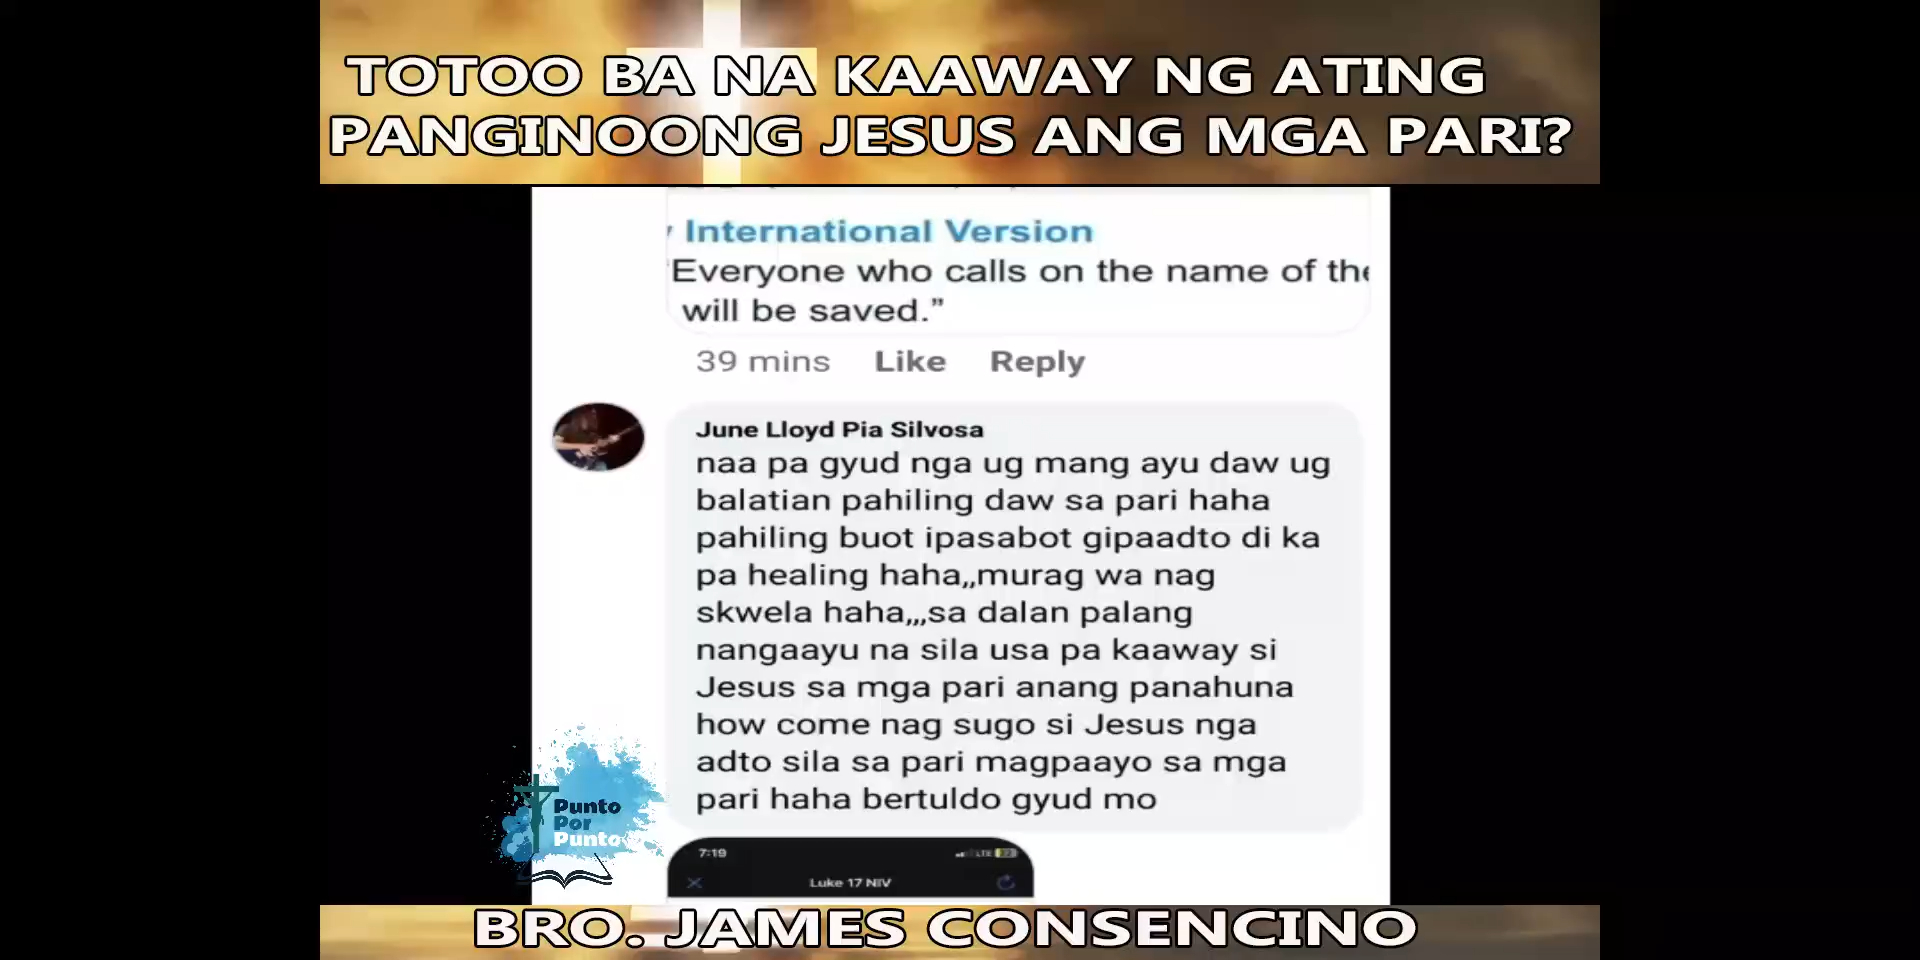 TOTOO BA NA KAAWAY NG ATING
PANGINOONG JESUS ANG MGA PARI?
International Version
"Everyone who calls on the name of the
will be saved."
39 mins Like Reply
June Lloyd Pia Silvosa
naa pa gyud nga ug mang ayu daw ug
balatian pahiling daw sa pari haha
pahiling buot ipasabot gipaadto di ka
pa healing haha,,murag wa nag
skwela haha,,,sa dalan palang
nangaayu na sila usa pa kaaway si
Jesus sa mga pari anang panahuna
how come nag sugo si Jesus nga
adto sila sa pari magpaayo sa mga
pari haha bertuldo gyud mo
Punto
Por
Punto
7:19 LTE
Luke 17 NIV
BRO. JAMES CONSENCINO